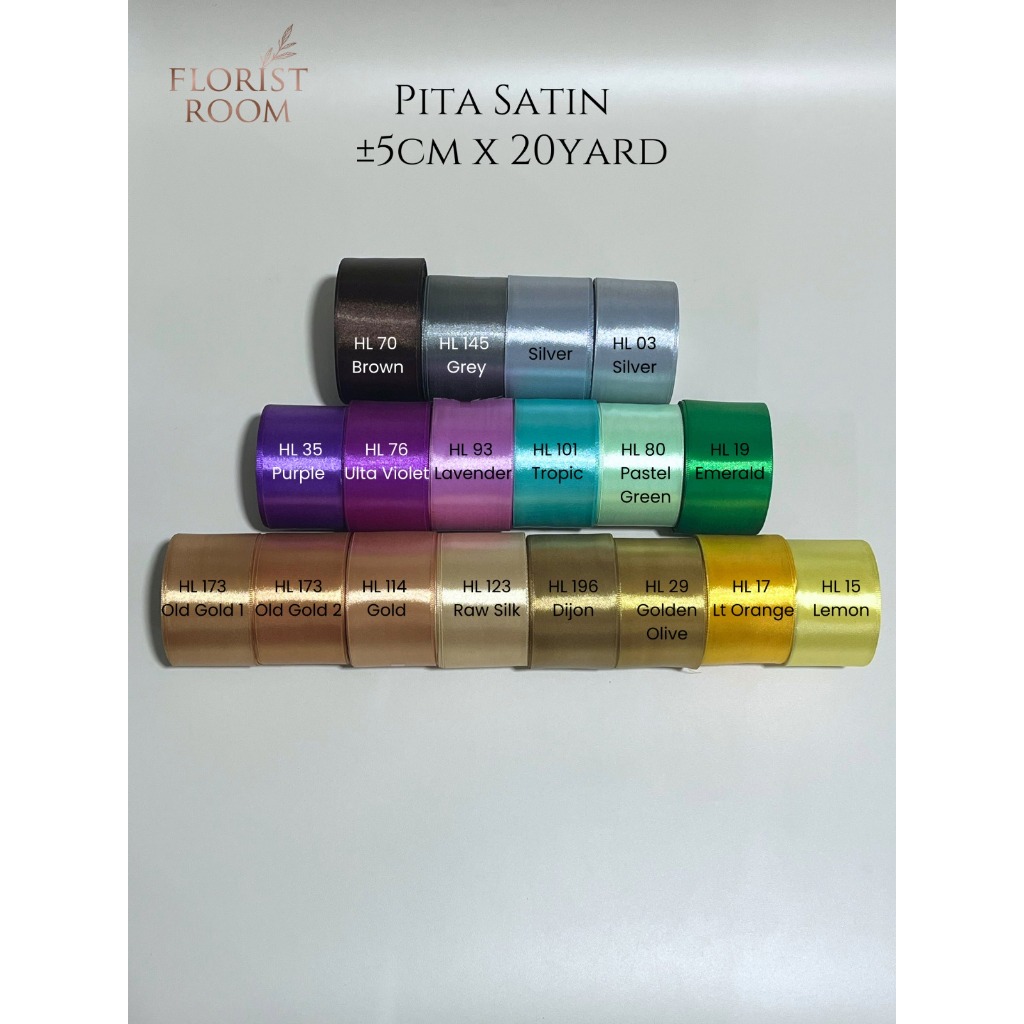 FLORIST
ROOM
PITA SATIN
±5CM X 20YARD
HL 70
Brown
HL 145
Grey
Silver
HL 03
Silver
HL 35
Purple
HL 76
Ulta Violet
HL 93
Lavender
HL 101
Tropic
HL 80
Pastel
Green
HL 19
Emerald
HL 173
Old Gold 1
HL 173
Old Gold 2
HL 114
Gold
HL 123
Raw Silk
HL 196
Dijon
HL 29
Golden
Olive
HL 17
Lt Orange
HL 15
Lemon